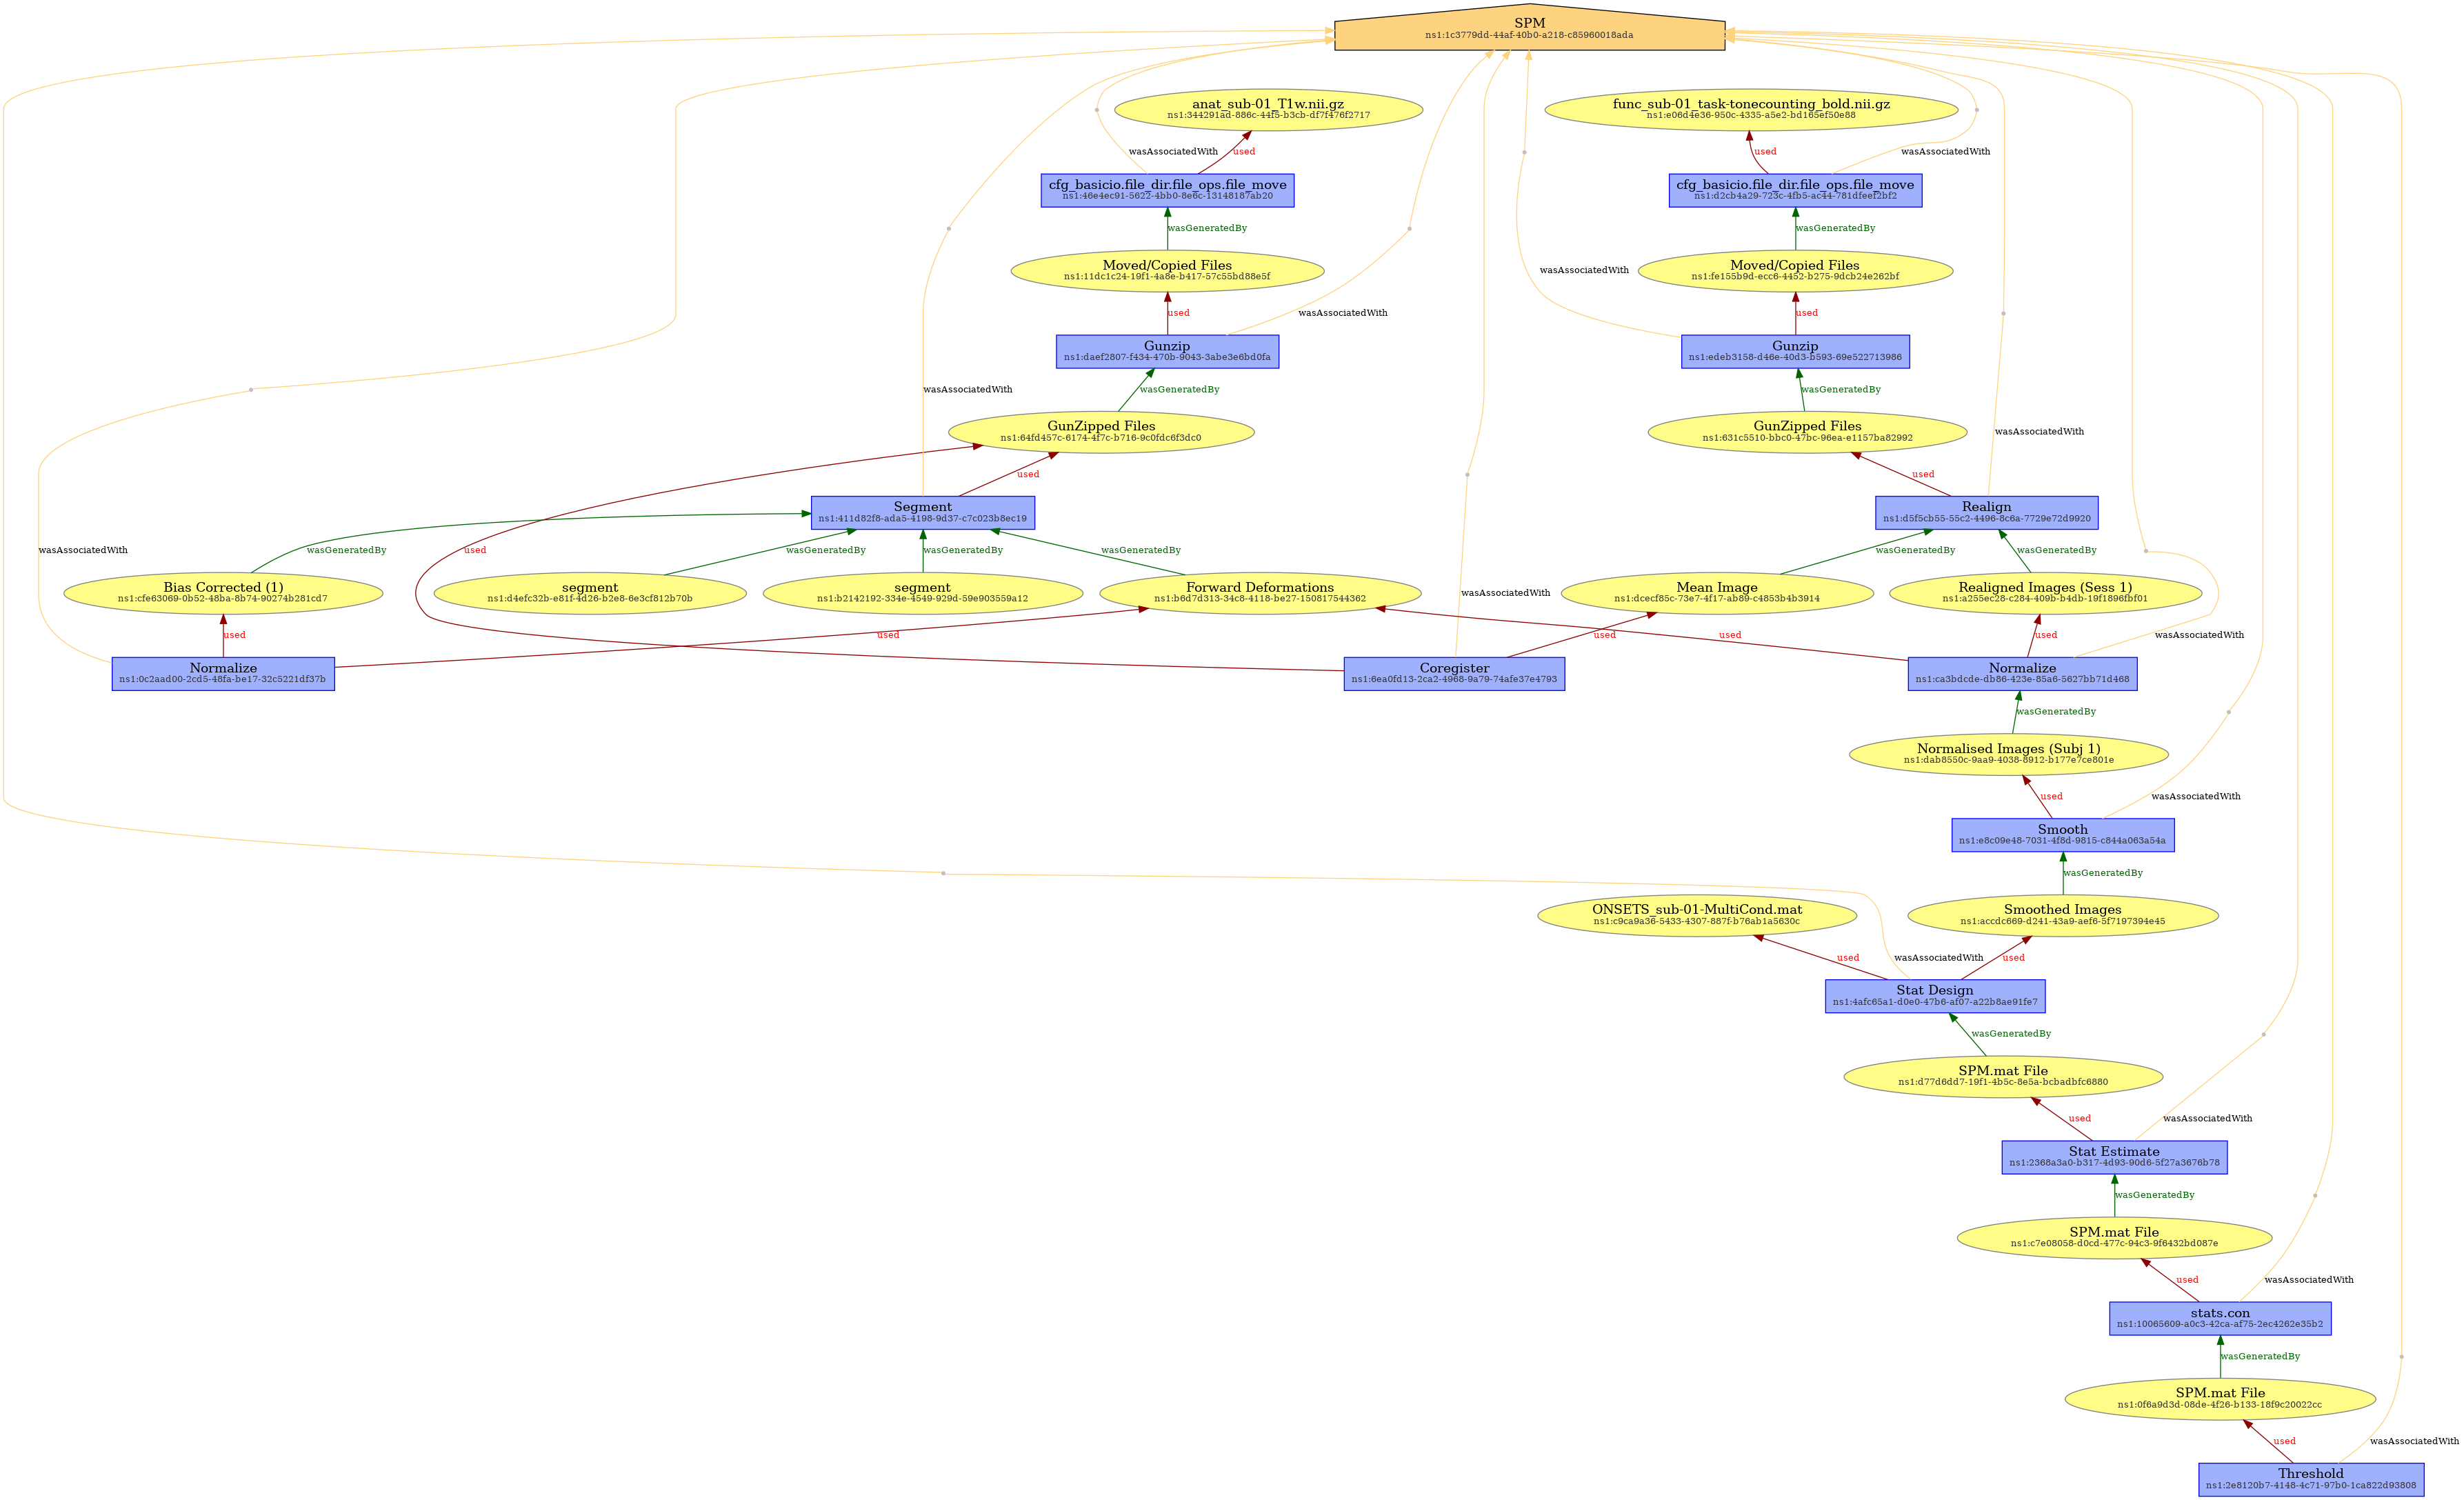 SPM
ns1:1c3779dd-44af-40b0-a218-c85960018ada
anat_sub-01_T1w.nii.gz
ns1:344291ad-886c-44f5-b3cb-df7f476f2717
func_sub-01_task-tonecounting_bold.nii.gz
ns1:e06d4e36-950c-4335-a5e2-bd165ef50e88
wasAssociatedWith
used
used
wasAssociatedWith
cfg_basicio.file_dir.file_ops.file_move
ns1:46e4ec91-5622-4bb0-8e6c-13148187ab20
cfg_basicio.file_dir.file_ops.file_move
ns1:d2cb4a29-723c-4fb5-ac44-781dfeef2bf2
wasGeneratedBy
wasGeneratedBy
Moved/Copied Files
ns1:11dc1c24-19f1-4a8e-b417-57c55bd88e5f
wasAssociatedWith
Moved/Copied Files
ns1:fe155b9d-ecc6-4452-b275-9dcb24e262bf
used
wasAssociatedWith
used
Gunzip
ns1:daef2807-f434-470b-9043-3abe3e6bd0fa
Gunzip
ns1:edeb3158-d46e-40d3-b593-69e522713986
wasAssociatedWith
wasGeneratedBy
wasGeneratedBy
GunZipped Files
ns1:64fd457c-6174-4f7c-b716-9c0fdc6f3dc0
GunZipped Files
ns1:631c5510-bbc0-47bc-96ea-e1157ba82992
wasAssociatedWith
used
used
Segment
ns1:411d82f8-ada5-4198-9d37-c7c023b8ec19
Realign
ns1:d5f5cb55-55c2-4496-8c6a-7729e72d9920
wasAssociatedWith
wasGeneratedBy
used
wasGeneratedBy
wasGeneratedBy
wasGeneratedBy
wasGeneratedBy
wasGeneratedBy
Bias Corrected (1)
ns1:cfe63069-0b52-48ba-8b74-90274b281cd7
segment
ns1:d4efc32b-e81f-4d26-b2e8-6e3cf812b70b
segment
ns1:b2142192-334e-4549-929d-59e903559a12
Forward Deformations
ns1:b6d7d313-34c8-4118-be27-150817544362
wasAssociatedWith
Mean Image
ns1:dcecf85c-73e7-4f17-ab89-c4853b4b3914
Realigned Images (Sess 1)
ns1:a255ec28-c284-409b-b4db-19f1896fbf01
used
used
used
used
used
wasAssociatedWith
Normalize
ns1:0c2aad00-2cd5-48fa-be17-32c5221df37b
Coregister
ns1:6ea0fd13-2ca2-4968-9a79-74afe37e4793
Normalize
ns1:ca3bdcde-db86-423e-85a6-5627bb71d468
wasGeneratedBy
Normalised Images (Subj 1)
ns1:dab8550c-9aa9-4038-8912-b177e7ce801e
used
wasAssociatedWith
Smooth
ns1:e8c09e48-7031-4f8d-9815-c844a063a54a
wasGeneratedBy
ONSETS_sub-01-MultiCond.mat
ns1:c9ca9a36-5433-4307-887f-b76ab1a5630c
Smoothed Images
ns1:accdc669-d241-43a9-aef6-5f7197394e45
used
wasAssociatedWith
used
Stat Design
ns1:4afc65a1-d0e0-47b6-af07-a22b8ae91fe7
wasGeneratedBy
SPM.mat File
ns1:d77d6dd7-19f1-4b5c-8e5a-bcbadbfc6880
used
wasAssociatedWith
Stat Estimate
ns1:2368a3a0-b317-4d93-90d6-5f27a3676b78
wasGeneratedBy
SPM.mat File
ns1:c7e08058-d0cd-477c-94c3-9f6432bd087e
used
wasAssociatedWith
stats.con
ns1:10065609-a0c3-42ca-af75-2ec4262e35b2
wasGeneratedBy
SPM.mat File
ns1:0f6a9d3d-08de-4f26-b133-18f9c20022cc
used
wasAssociatedWith
Threshold
ns1:2e8120b7-4148-4c71-97b0-1ca822d93808